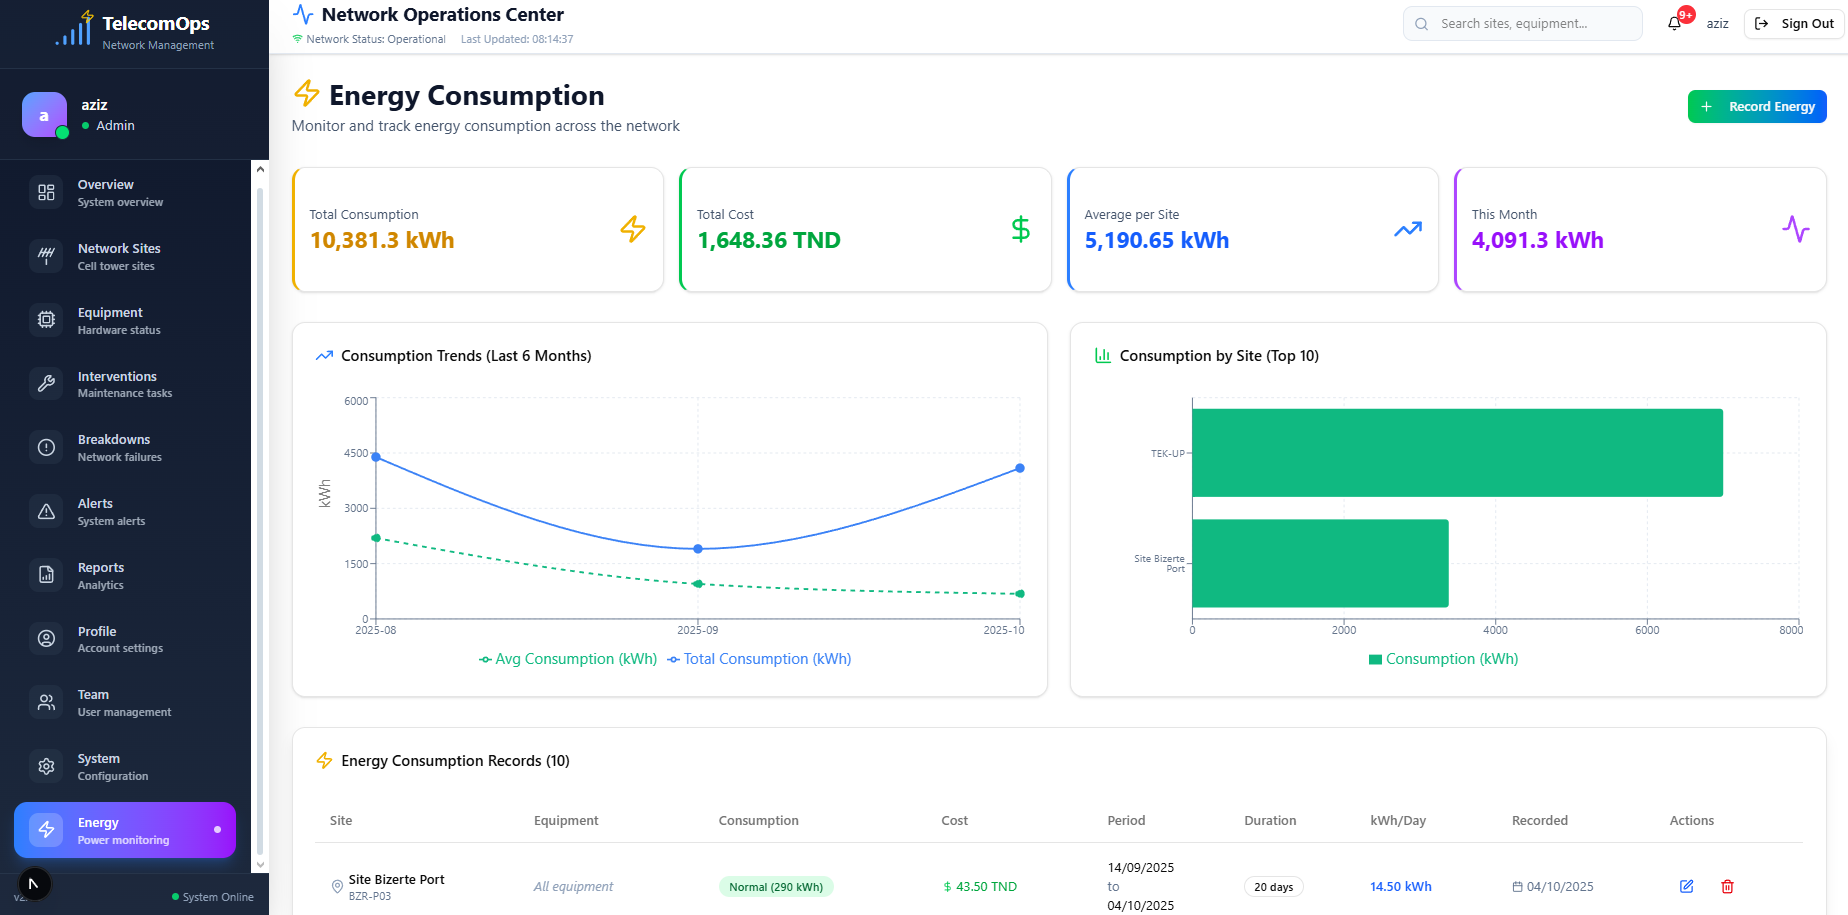 TelecomOps
Network Management
a
aziz
Admin
Overview
System overview
Network Sites
Cell tower sites
Equipment
Hardware status
Interventions
Maintenance tasks
Breakdowns
Network failures
Alerts
System alerts
Reports
Analytics
Profile
Account settings
Team
User management
System
Configuration
Energy
Power monitoring
System Online
Network Operations Center
Network Status: Operational Last Updated: 08:14:37
Search sites, equipment...
9+
aziz
Sign Out
Energy Consumption
Monitor and track energy consumption across the network
+ Record Energy
Total Consumption
10,381.3 kWh
Total Cost
1,648.36 TND
$
Average per Site
5,190.65 kWh
This Month
4,091.3 kWh
Consumption Trends (Last 6 Months)
6000
4500
3000
1500
0
kWh
2025-08 2025-09 2025-10
Avg Consumption (kWh) Total Consumption (kWh)
Consumption by Site (Top 10)
TEK-UP
Site Bizerte
Port
0 2000 4000 6000 8000
Consumption (kWh)
Energy Consumption Records (10)
Site Equipment Consumption Cost Period Duration kWh/Day Recorded Actions
Site Bizerte Port
BZR-P03
All equipment
Normal (290 kWh)
$ 43.50 TND
14/09/2025
to
04/10/2025
20 days
14.50 kWh
04/10/2025